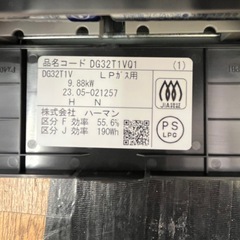 品名コード DG32T1VQ1 (1)
DG32T1V LPガス用
9.88kW
23.05-021257
H N
株式会社 ハーマン
区分 F 効率 55.6%
区分 J 効率 190Wh
JIA認証
PS
LPG